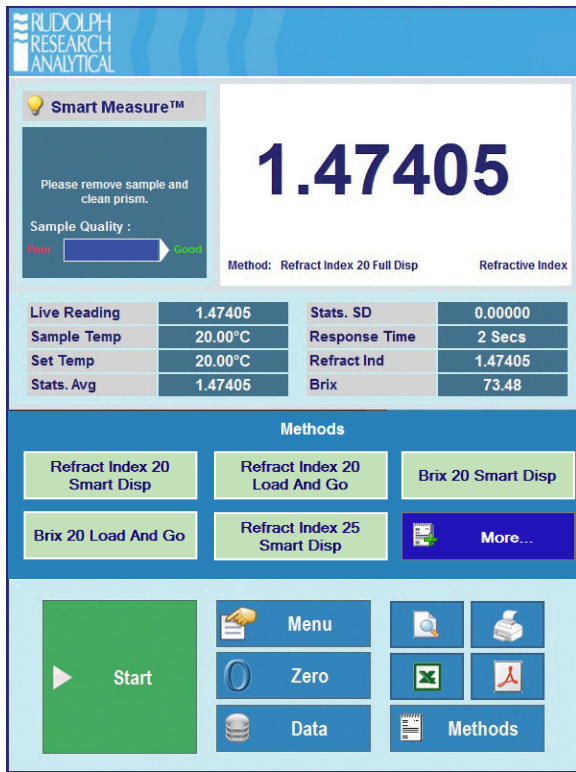 RUDOLPH
RESEARCH
ANALYTICAL
Smart Measure™
Please remove sample and
clean prism.
Sample Quality :
Poor
Good
1.47405
Method: Refract Index 20 Full Disp
Refractive Index
Live Reading 1.47405
Stats. SD 0.00000
Sample Temp 20.00°C
Response Time 2 Secs
Set Temp 20.00°C
Refract Ind 1.47405
Stats. Avg 1.47405
Brix 73.48
Methods
Refract Index 20
Smart Disp
Refract Index 20
Load And Go
Brix 20 Smart Disp
Brix 20 Load And Go
Refract Index 25
Smart Disp
More...
Start
Menu
Zero
Data
Methods